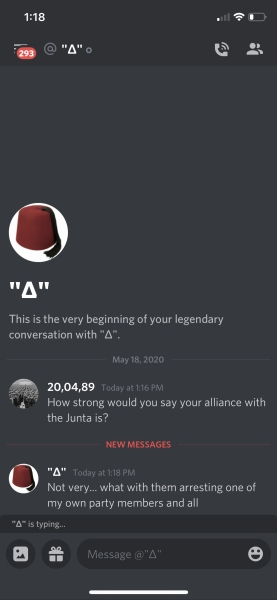 1:18
293
@ "Δ"
"Δ"
This is the very beginning of your legendary
conversation with "Δ".
May 18, 2020
20,04,89 Today at 1:16 PM
How strong would you say your alliance with
the Junta is?
NEW MESSAGES
"Δ" Today at 1:18 PM
Not very... what with them arresting one of
my own party members and all
"Δ" is typing...
Message @"Δ"